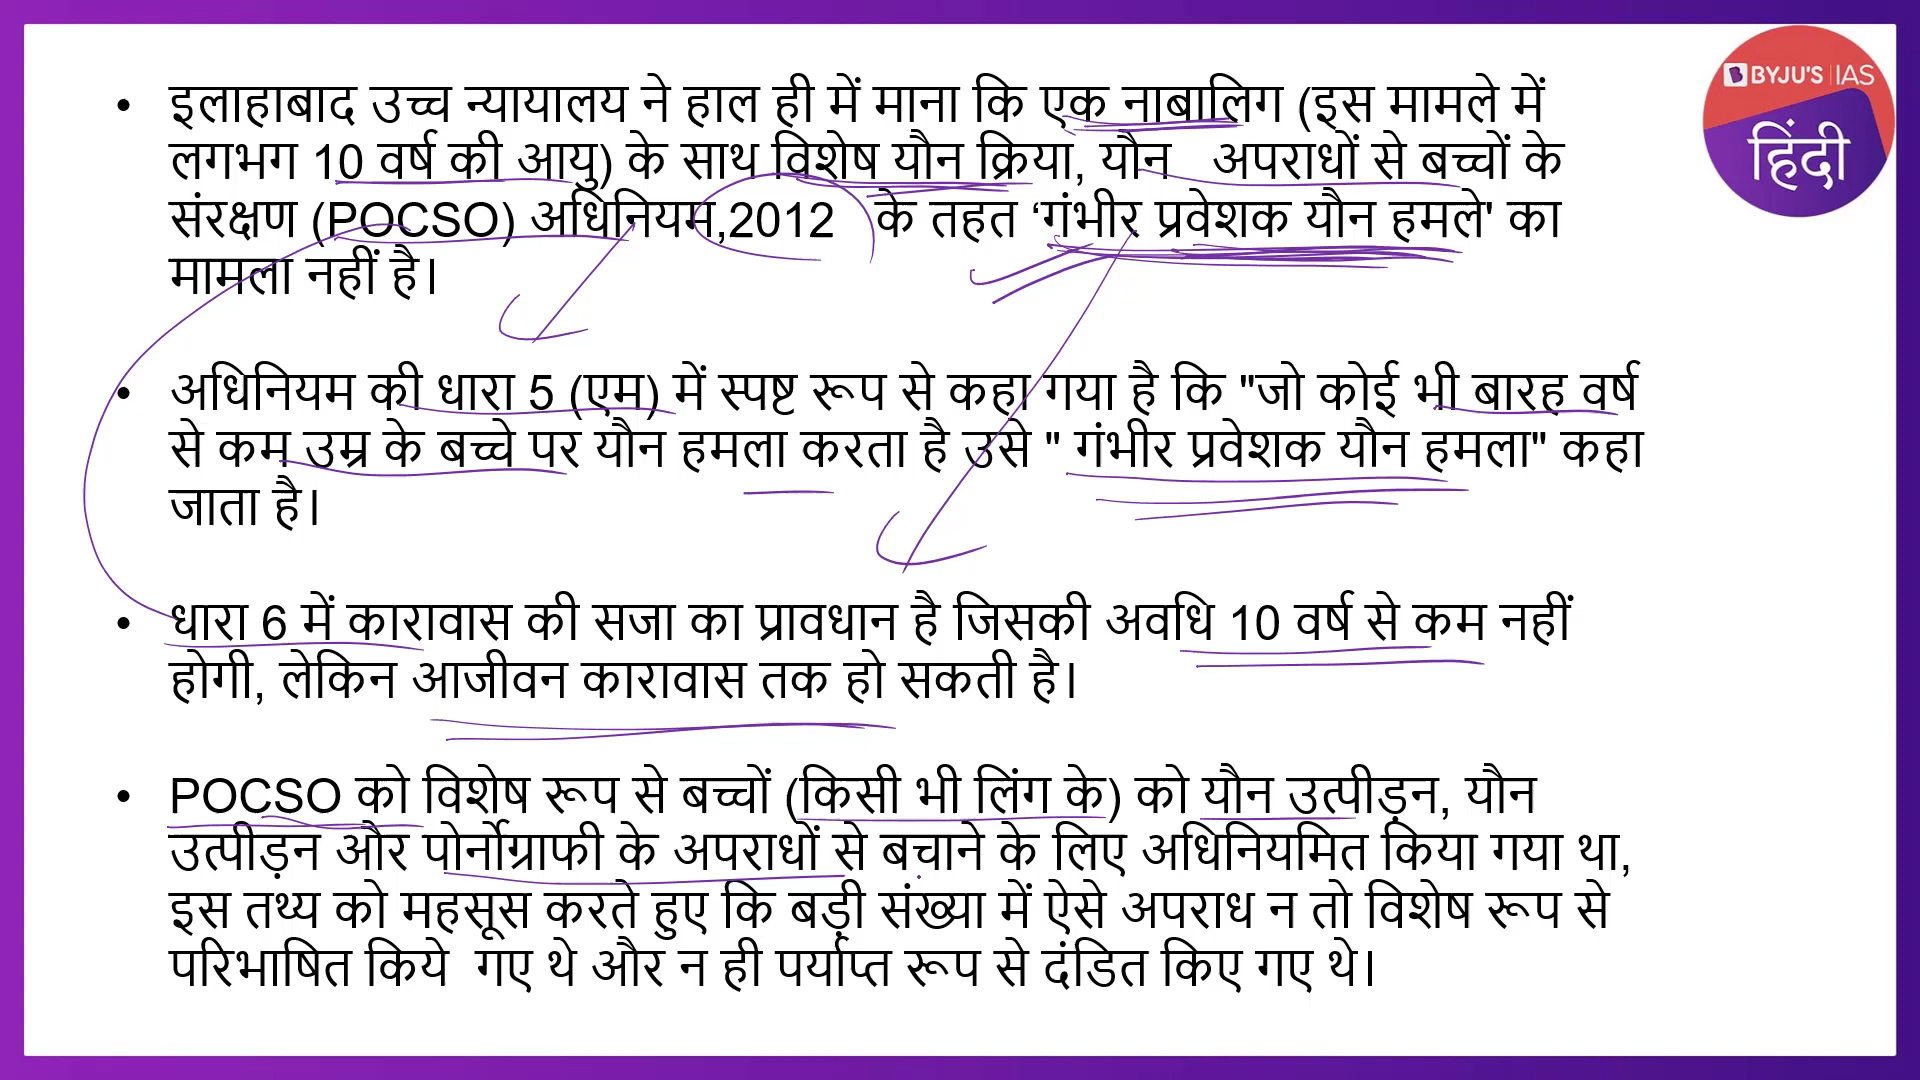 BYJU'S IAS
हिंदी
• इलाहाबाद उच्च न्यायालय ने हाल ही में माना कि एक नाबालिग (इस मामले में
लगभग 10 वर्ष की आयु) के साथ विशेष यौन क्रिया, यौन अपराधों से बच्चों के
संरक्षण (POCSO) अधिनियम,2012 के तहत ‘गंभीर प्रवेशक यौन हमले' का
मामला नहीं है।
• अधिनियम की धारा 5 (एम) में स्पष्ट रूप से कहा गया है कि "जो कोई भी बारह वर्ष
से कम उम्र के बच्चे पर यौन हमला करता है उसे " गंभीर प्रवेशक यौन हमला" कहा
जाता है।
• धारा 6 में कारावास की सजा का प्रावधान है जिसकी अवधि 10 वर्ष से कम नहीं
होगी, लेकिन आजीवन कारावास तक हो सकती है।
• POCSO को विशेष रूप से बच्चों (किसी भी लिंग के) को यौन उत्पीड़न, यौन
उत्पीड़न और पोर्नोग्राफी के अपराधों से बचाने के लिए अधिनियमित किया गया था,
इस तथ्य को महसूस करते हुए कि बड़ी संख्या में ऐसे अपराध न तो विशेष रूप से
परिभाषित किये गए थे और न ही पर्याप्त रूप से दंडित किए गए थे।